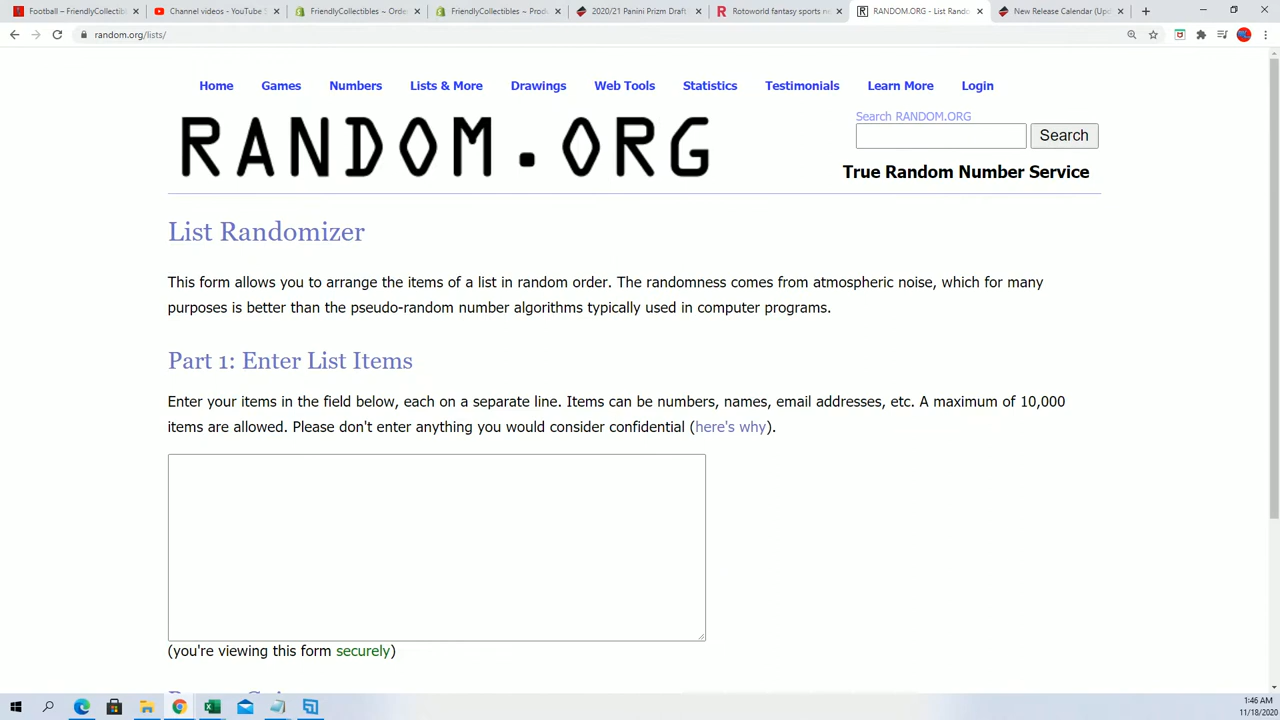 Football – FriendlyCollectib
Channel videos - YouTube S
FriendlyCollectibles ~ Orde
FriendlyCollectibles ~ Produ
2020/21 Panini Prizm Draft
Rotoworld fantasy sports ne
RANDOM.ORG - List Rando
New Release Calendar (Upd
random.org/lists/
Home Games Numbers Lists & More Drawings Web Tools Statistics Testimonials Learn More Login
Search RANDOM.ORG
RANDOM.ORG
Search
True Random Number Service
List Randomizer
This form allows you to arrange the items of a list in random order. The randomness comes from atmospheric noise, which for many
purposes is better than the pseudo-random number algorithms typically used in computer programs.
Part 1: Enter List Items
Enter your items in the field below, each on a separate line. Items can be numbers, names, email addresses, etc. A maximum of 10,000
items are allowed. Please don't enter anything you would consider confidential (here's why).
(you're viewing this form securely)
1:46 AM
11/18/2020